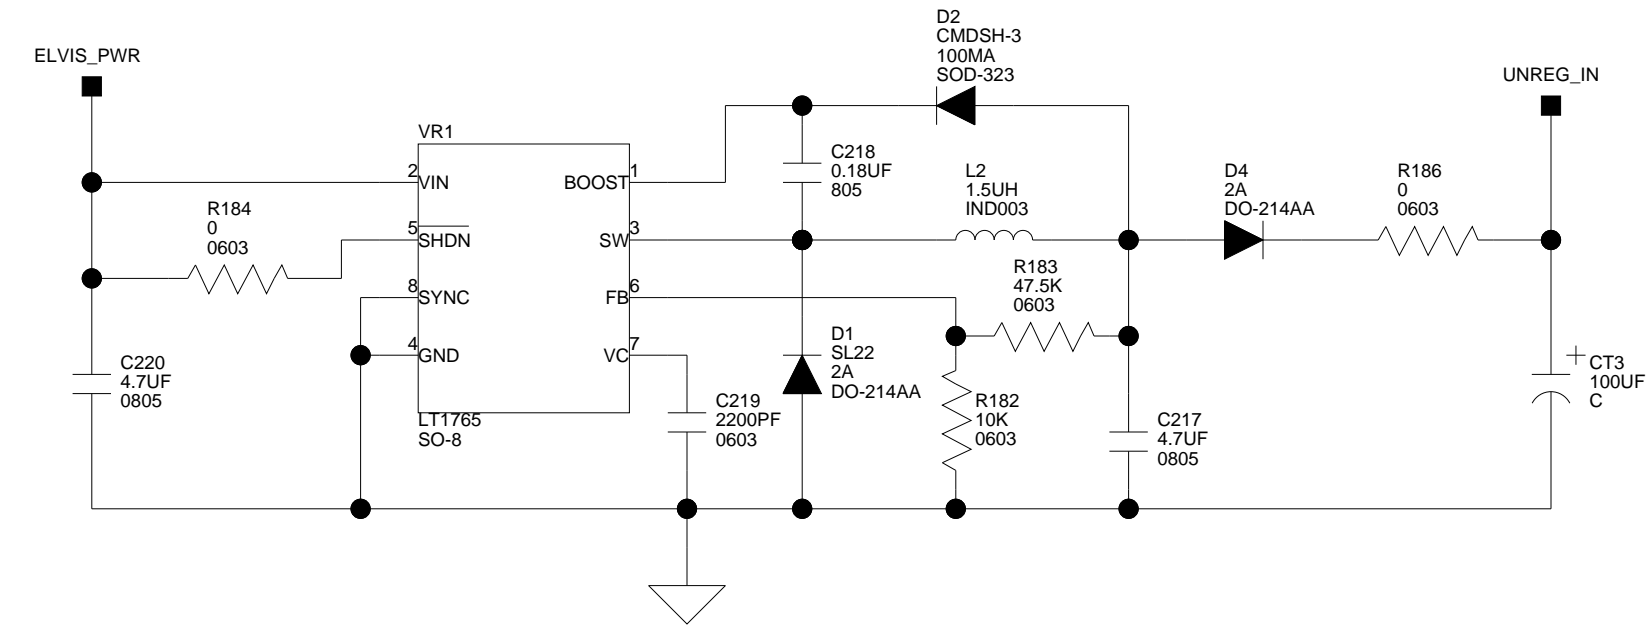 D2
CMDSH-3
100MA
SOD-323
ELVIS_PWR
UNREG_IN
VR1
2
VIN
BOOST
1
C218
0.18UF
805
L2
1.5UH
IND003
D4
2A
DO-214AA
R186
0
0603
R184
0
0603
5
SHDN
SW
3
8
SYNC
FB
6
R183
47.5K
0603
4
GND
VC
7
D1
SL22
2A
DO-214AA
C220
4.7UF
0805
+
CT3
100UF
C
LT1765
SO-8
C219
2200PF
0603
R182
10K
0603
C217
4.7UF
0805